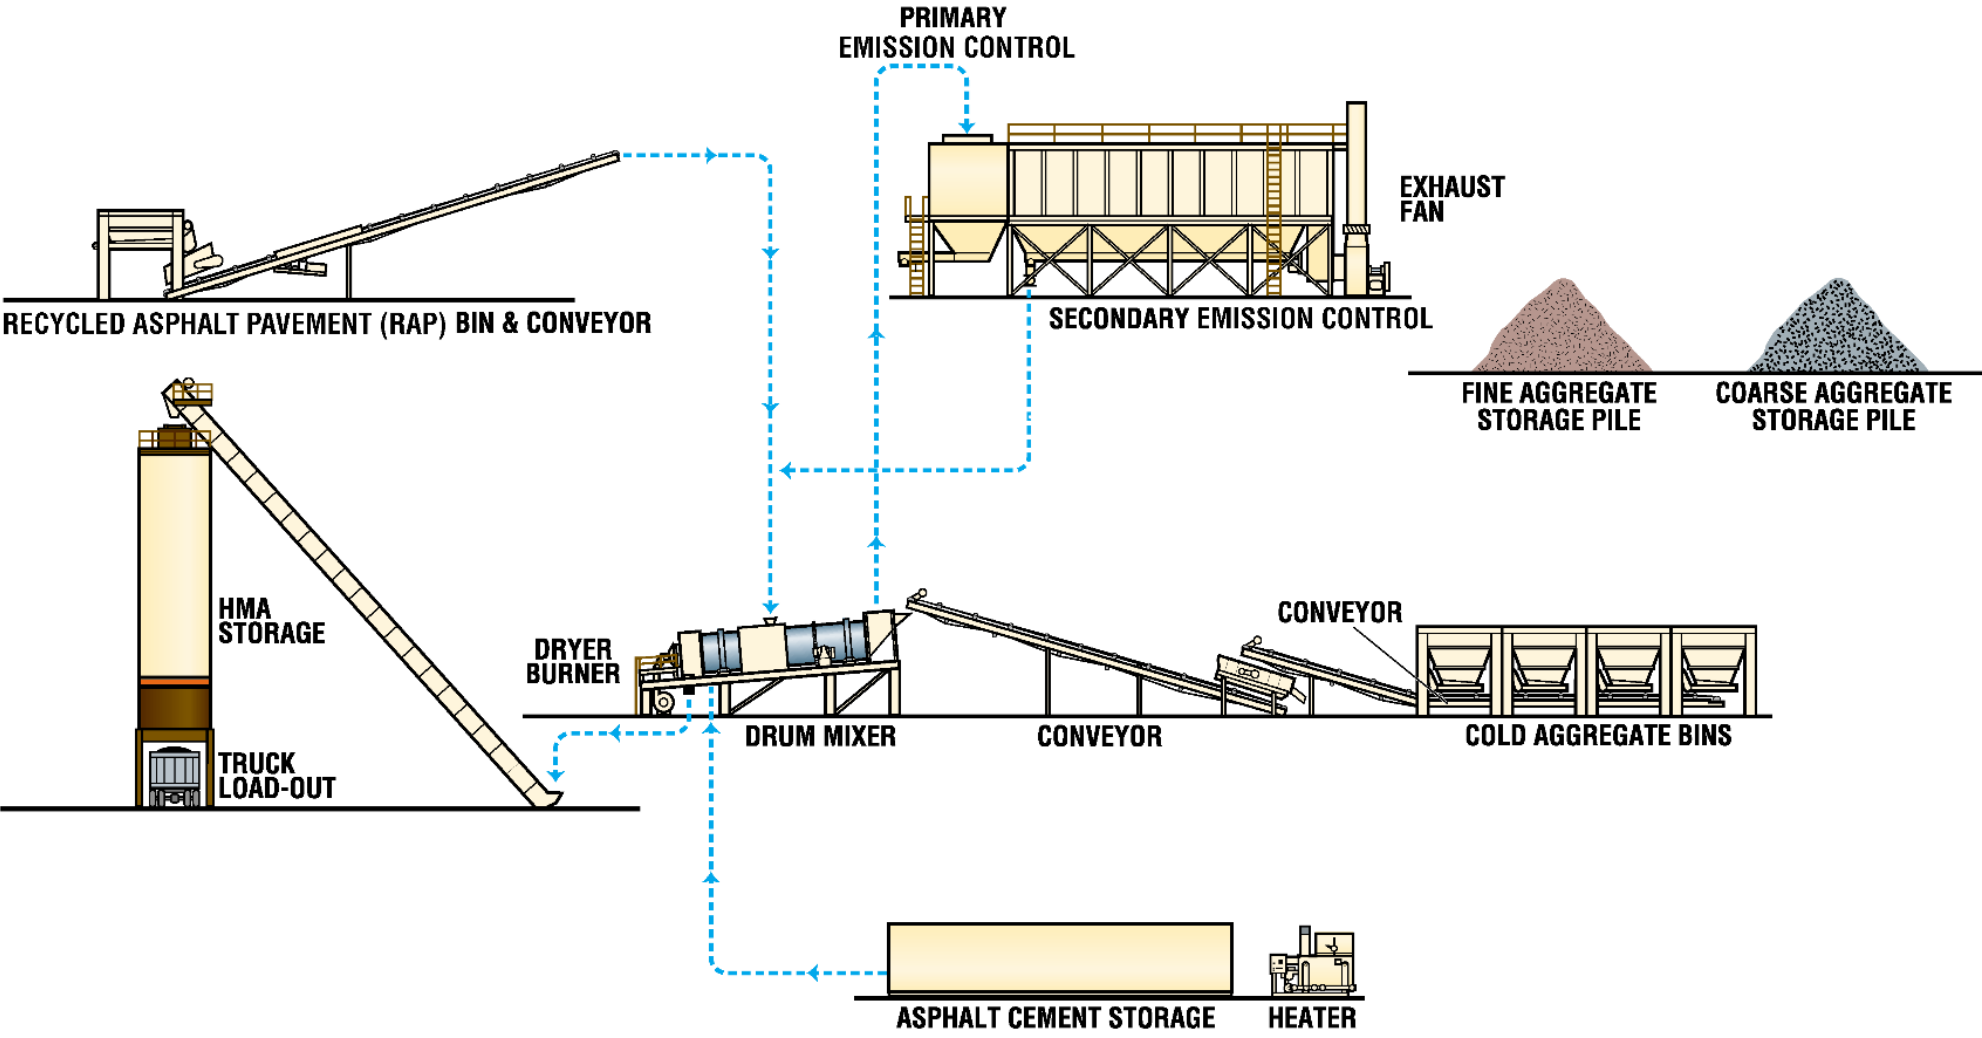 PRIMARY
EMISSION CONTROL
EXHAUST
FAN
RECYCLED ASPHALT PAVEMENT (RAP) BIN & CONVEYOR
SECONDARY EMISSION CONTROL
FINE AGGREGATE
STORAGE PILE
COARSE AGGREGATE
STORAGE PILE
HMA
STORAGE
DRYER
BURNER
CONVEYOR
DRUM MIXER
CONVEYOR
COLD AGGREGATE BINS
TRUCK
LOAD-OUT
ASPHALT CEMENT STORAGE
HEATER